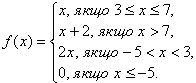 f(x) = { x, якщо 3 ≤ x ≤ 7,
x + 2, якщо x > 7,
2x, якщо −5 < x < 3,
0, якщо x ≤ −5.